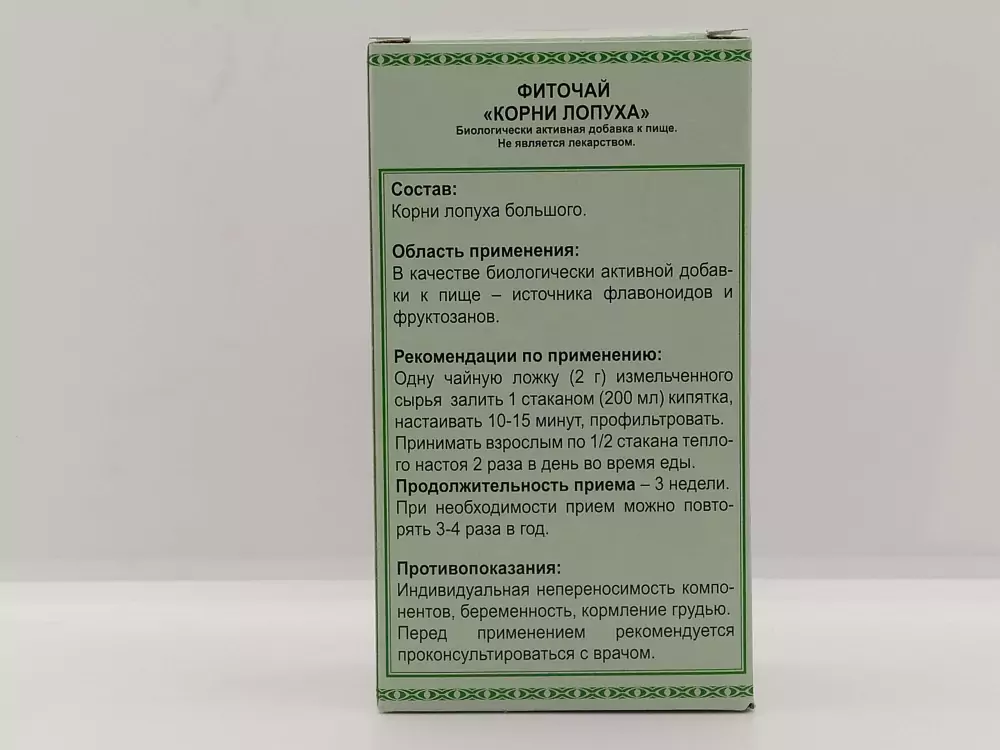 ФИТОЧАЙ
«КОРНИ ЛОПУХА»
Биологически активная добавка к пище.
Не является лекарством.
Состав:
Корни лопуха большого.
Область применения:
В качестве биологически активной добав-
ки к пище – источника флавоноидов и
фруктозанов.
Рекомендации по применению:
Одну чайную ложку (2 г) измельченного
сырья залить 1 стаканом (200 мл) кипятка,
настаивать 10-15 минут, профильтровать.
Принимать взрослым по 1/2 стакана тепло-
го настоя 2 раза в день во время еды.
Продолжительность приема – 3 недели.
При необходимости прием можно повто-
рять 3-4 раза в год.
Противопоказания:
Индивидуальная непереносимость компо-
нентов, беременность, кормление грудью.
Перед применением рекомендуется
проконсультироваться с врачом.